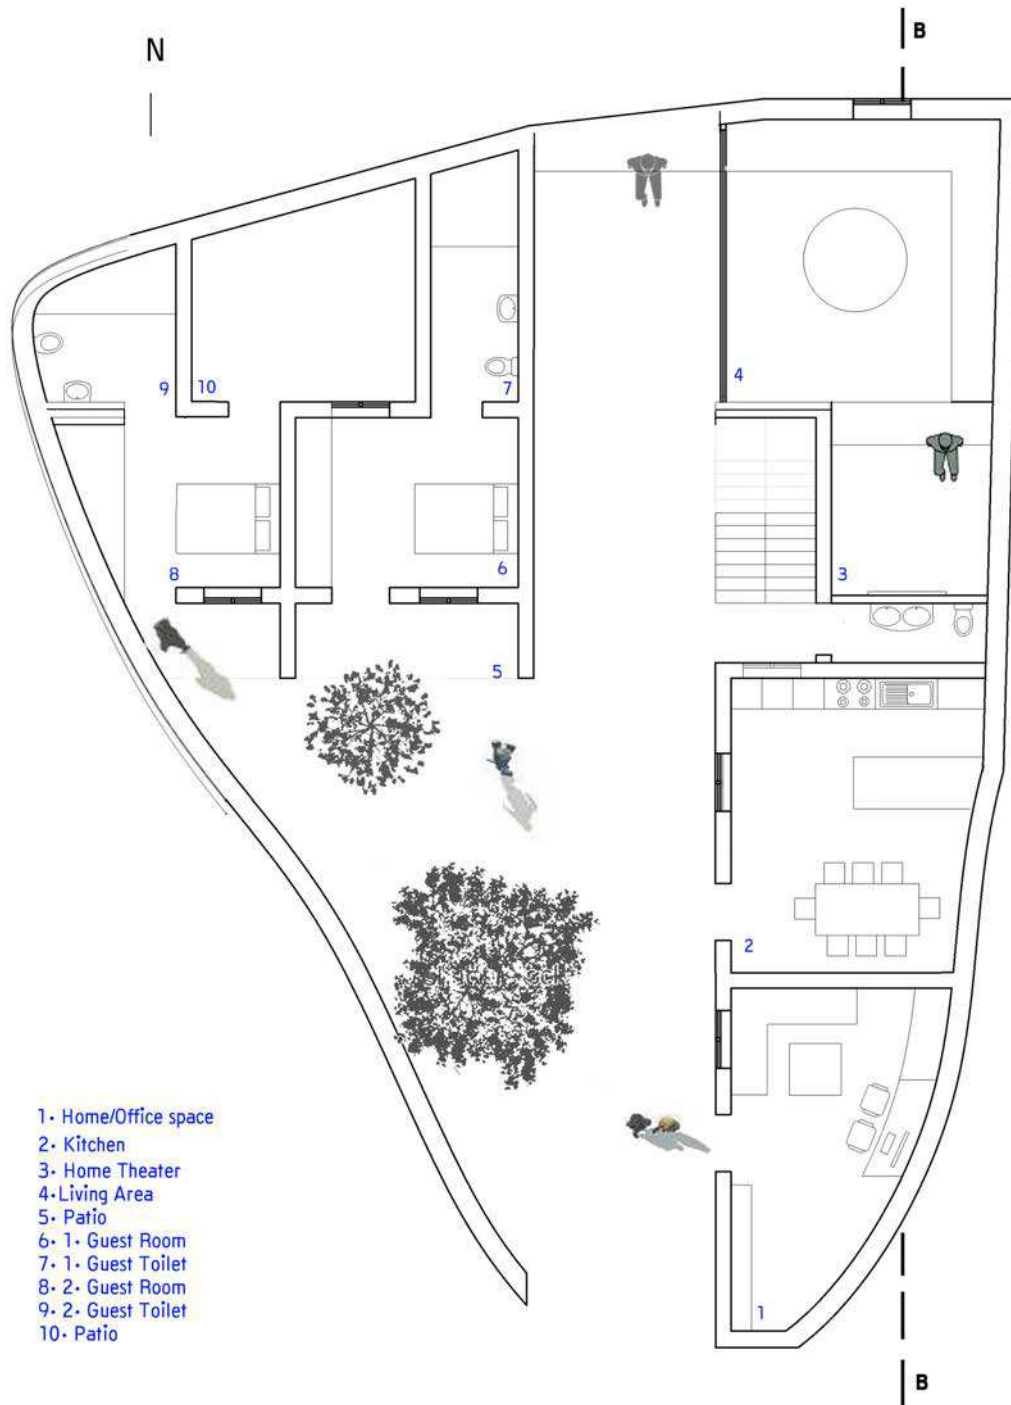 B
N
4
9
10
7
3
8
6
5
2
1
1. Home/Office space
2. Kitchen
3. Home Theater
4.Living Area
5. Patio
6. 1. Guest Room
7. 1. Guest Toilet
8. 2. Guest Room
9. 2. Guest Toilet
10. Patio
B